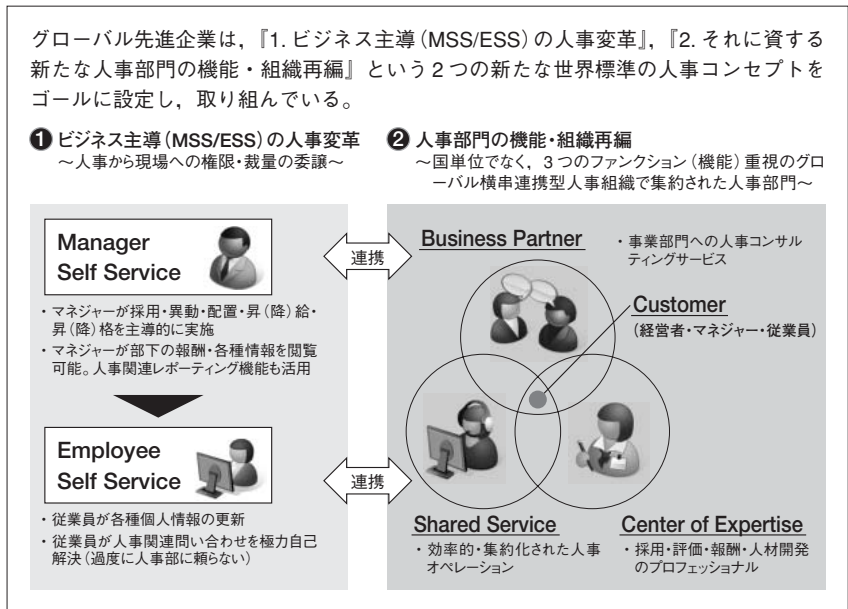 グローバル先進企業は，『1. ビジネス主導（MSS/ESS）の人事変革』，『2. それに資する
新たな人事部門の機能・組織再編』という2つの新たな世界標準の人事コンセプトを
ゴールに設定し，取り組んでいる。
❶ ビジネス主導（MSS/ESS）の人事変革
～人事から現場への権限・裁量の委譲～
Manager
Self Service
・マネジャーが採用・異動・配置・昇（降）給・
昇（降）格を主導的に実施
・マネジャーが部下の報酬・各種情報を閲覧
可能。人事関連レポーティング機能も活用
Employee
Self Service
・従業員が各種個人情報の更新
・従業員が人事関連問い合わせを極力自己
解決（過度に人事部に頼らない）
連携
連携
❷ 人事部門の機能・組織再編
～国単位でなく，3つのファンクション（機能）重視のグロ
ーバル横串連携型人事組織で集約された人事部門～
Business Partner
・事業部門への人事コンサル
ティングサービス
Customer
（経営者・マネジャー・従業員）
Shared Service
・効率的・集約化された人事
オペレーション
Center of Expertise
・採用・評価・報酬・人材開発
のプロフェッショナル